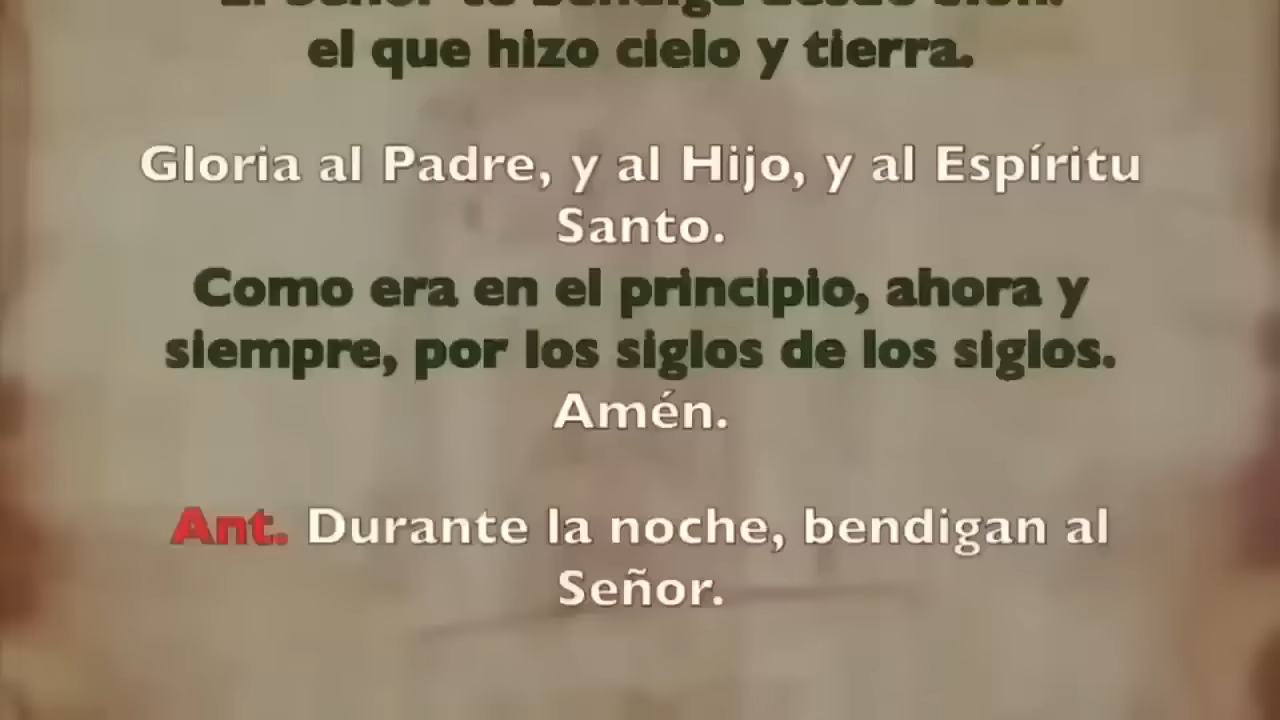 el que hizo cielo y tierra.
Gloria al Padre, y al Hijo, y al Espíritu
Santo.
Como era en el principio, ahora y
siempre, por los siglos de los siglos.
Amén.
Ant. Durante la noche, bendigan al
Señor.